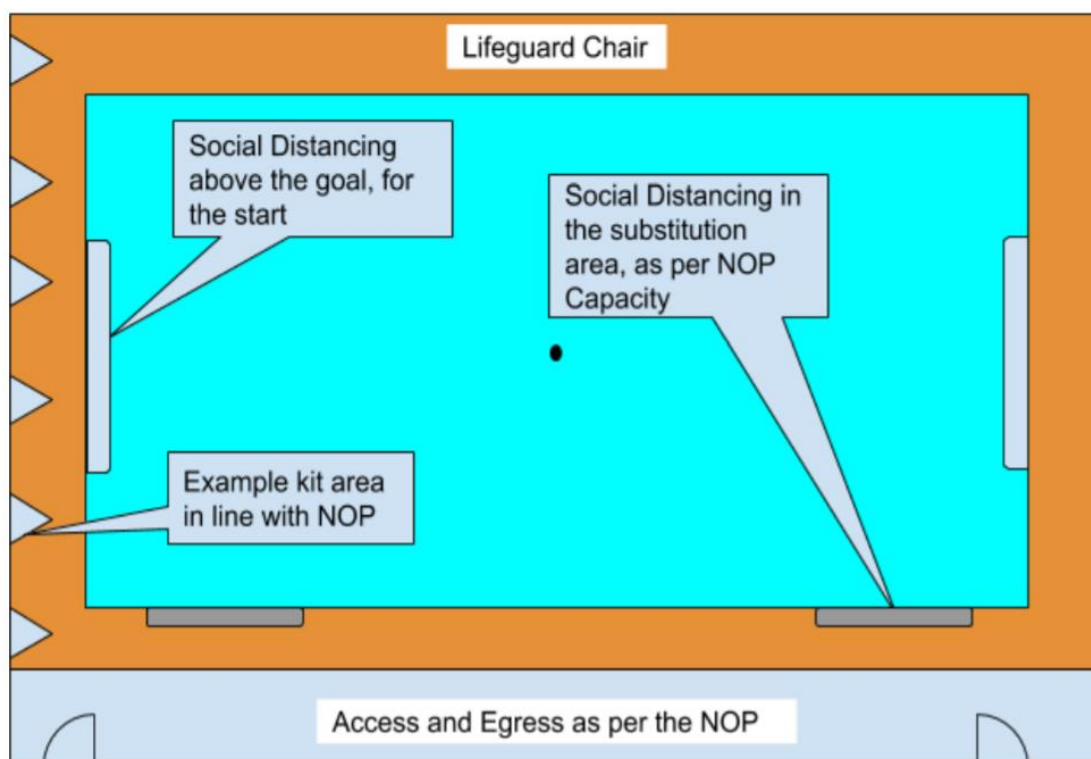 Lifeguard Chair
Social Distancing
above the goal, for
the start
Social Distancing in
the substitution
area, as per NOP
Capacity
Example kit area
in line with NOP
Access and Egress as per the NOP